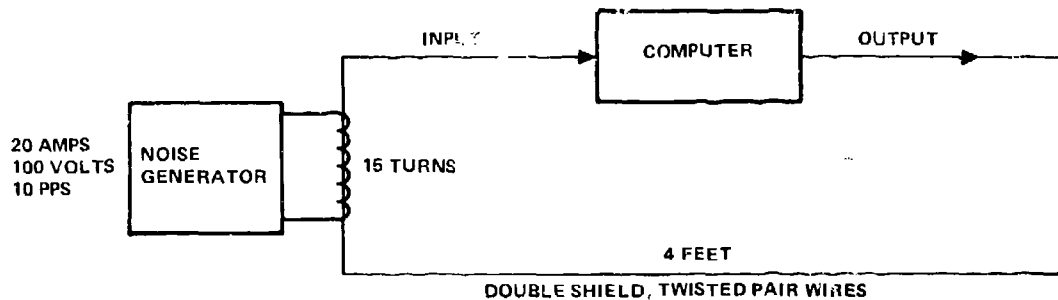 INPUT
COMPUTER
OUTPUT
20 AMPS
100 VOLTS
10 PPS
NOISE
GENERATOR
15 TURNS
4 FEET
DOUBLE SHIELD, TWISTED PAIR WIRES